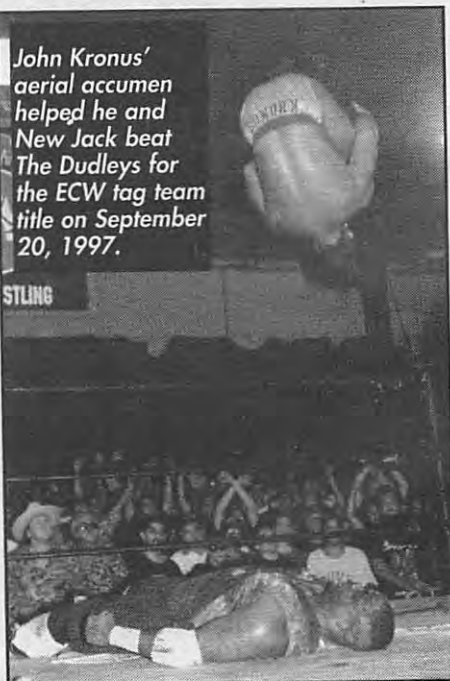 John Kronus'
aerial accumen
helped he and
New Jack beat
The Dudleys for
the ECW tag team
title on September
20, 1997.
KRONUS
STLING